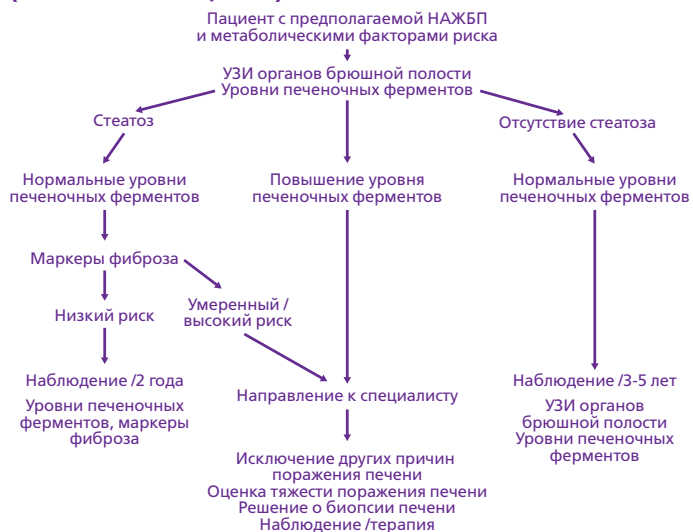 Пациент с предполагаемой НАЖБП
и метаболическими факторами риска
УЗИ органов брюшной полости
Уровни печеночных ферментов
Стеатоз
Отсутствие стеатоза
Нормальные уровни
печеночных ферментов
Повышение уровня
печеночных ферментов
Нормальные уровни
печеночных ферментов
Маркеры фиброза
Низкий риск
Умеренный /
высокий риск
Наблюдение /2 года
Уровни печеночных
ферментов, маркеры
фиброза
Направление к специалисту
Наблюдение /3-5 лет
УЗИ органов
брюшной полости
Уровни печеночных
ферментов
Исключение других причин
поражения печени
Оценка тяжести поражения печени
Решение о биопсии печени
Наблюдение /терапия